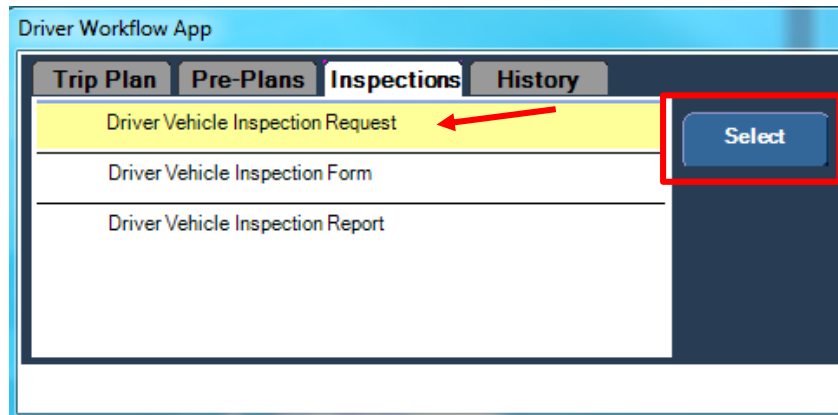 Driver Workflow App
Trip Plan Pre-Plans Inspections History
Driver Vehicle Inspection Request
Select
Driver Vehicle Inspection Form
Driver Vehicle Inspection Report